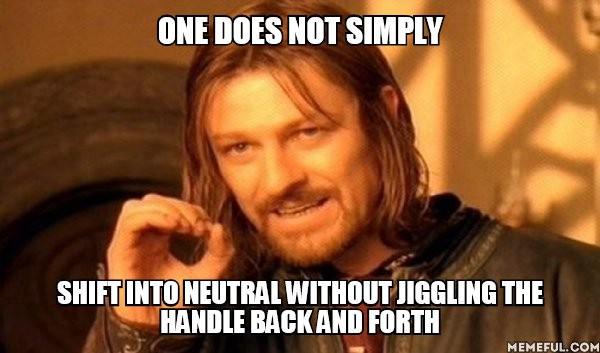 ONE DOES NOT SIMPLY
SHIFT INTO NEUTRAL WITHOUT JIGGLING THE
HANDLE BACK AND FORTH
MEMEFUL.COM